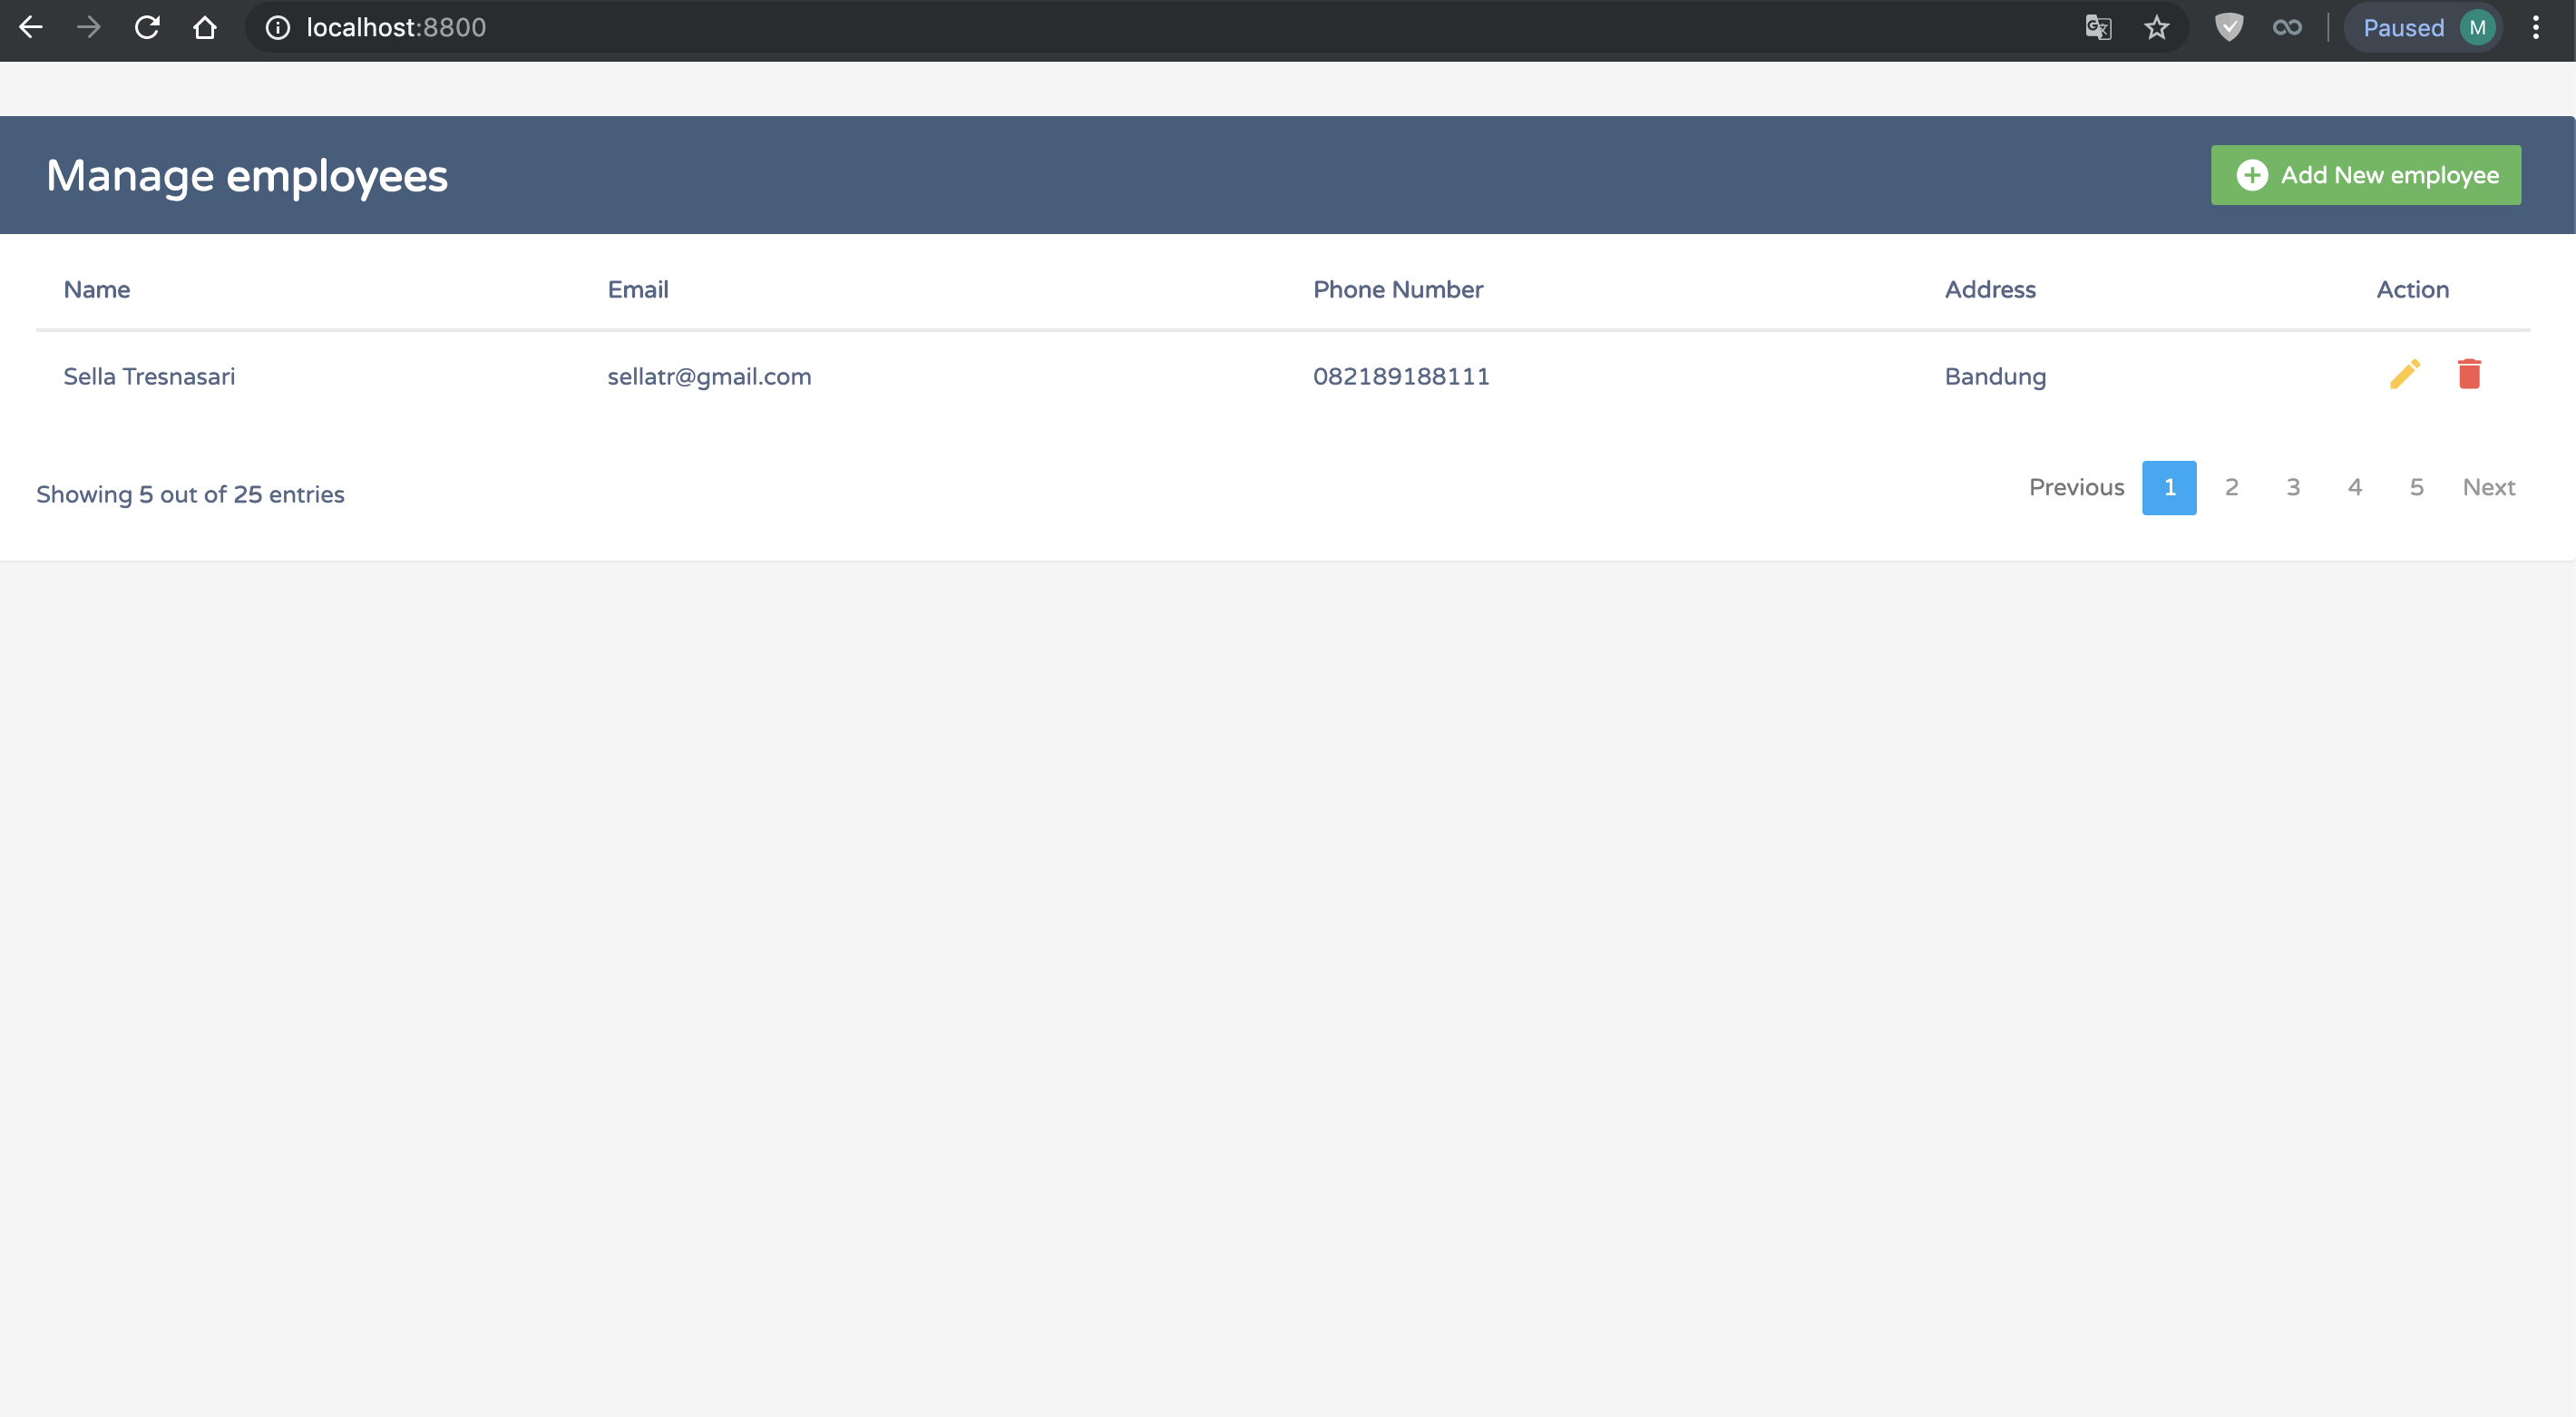 localhost:8800
Paused M
Manage employees
Add New employee
Name Email Phone Number Address Action
Sella Tresnasari sellatr@gmail.com 082189188111 Bandung
Showing 5 out of 25 entries
Previous 1 2 3 4 5 Next